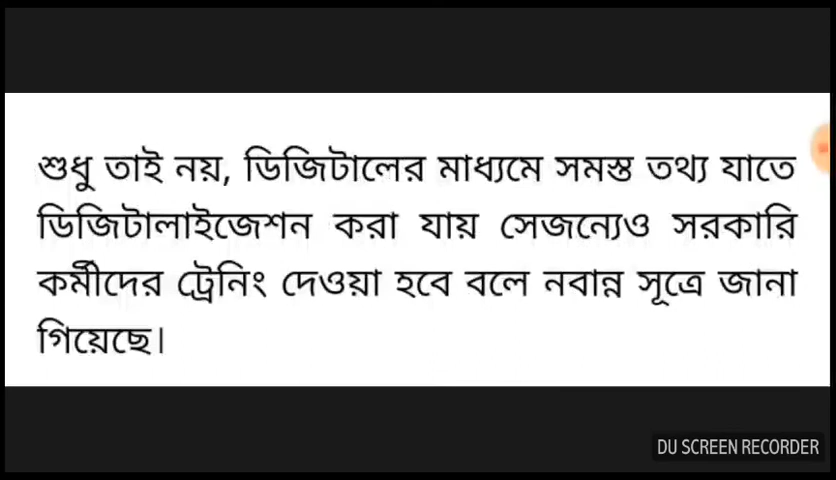 শুধু তাই নয়, ডিজিটালের মাধ্যমে সমস্ত তথ্য যাতে
ডিজিটালাইজেশন করা যায় সেজন্যেও সরকারি
কর্মীদের ট্রেনিং দেওয়া হবে বলে নবান্ন সূত্রে জানা
গিয়েছে।
DU SCREEN RECORDER